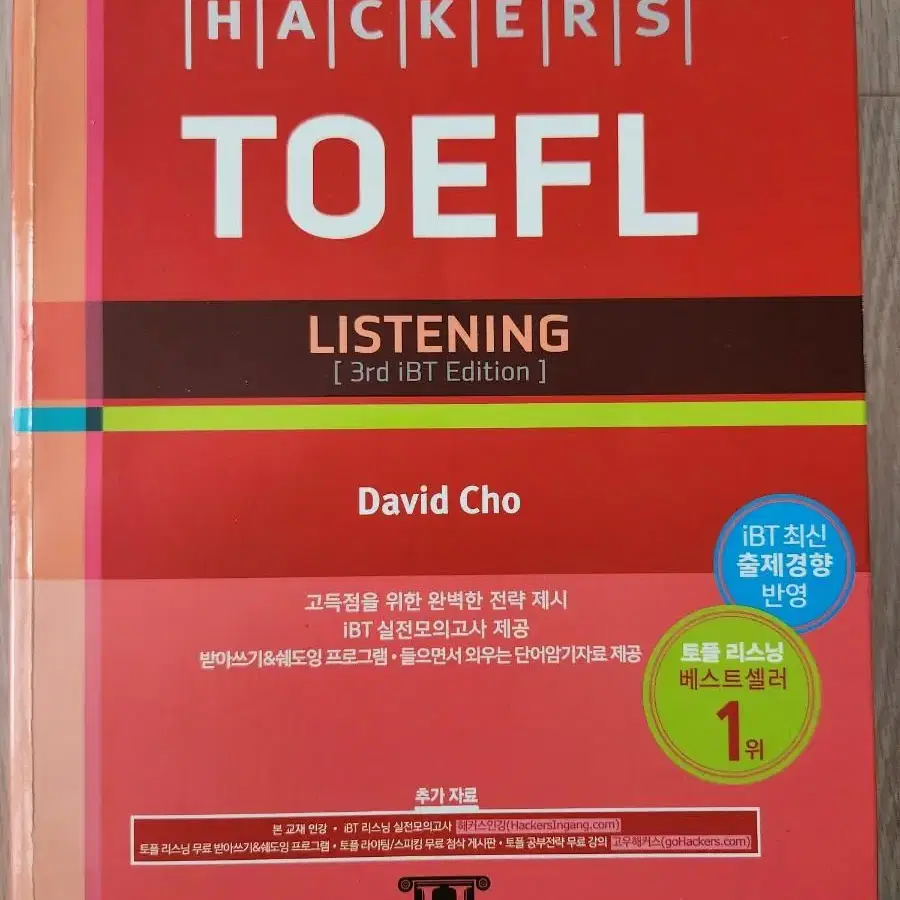 HACKERS
TOEFL
LISTENING
[ 3rd iBT Edition ]
David Cho
iBT 최신
출제경향
반영
고득점을 위한 완벽한 전략 제시
iBT 실전모의고사 제공
받아쓰기&쉐도잉 프로그램 • 들으면서 외우는 단어암기자료 제공
토플 리스닝
베스트셀러
1위
추가 자료
본 교재 인강 • iBT 리스닝 실전모의고사 해커스인강(HackersIngang.com)
토플 리스닝 무료 받아쓰기&쉐도잉 프로그램 • 토플 라이팅/스피킹 무료 첨삭 게시판 • 토플 공부전략 무료 강의 고우해커스(goHackers.com)